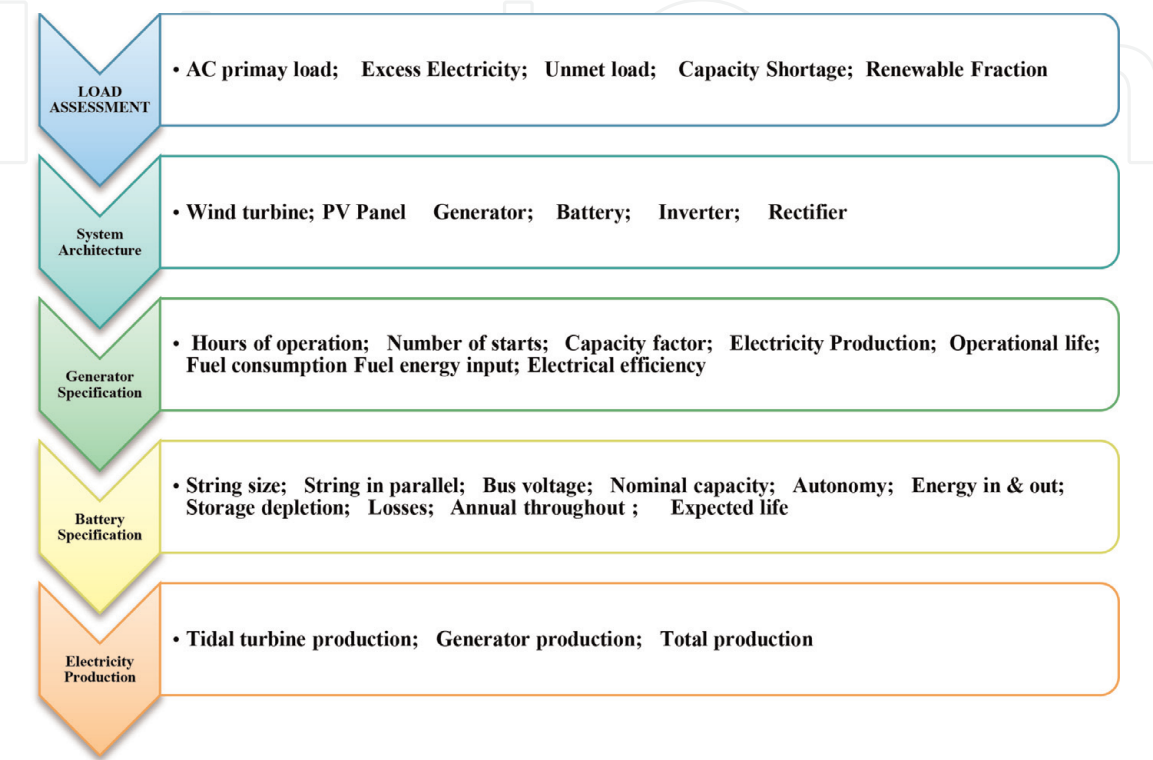 LOAD
ASSESSMENT
• AC primay load; Excess Electricity; Unmet load; Capacity Shortage; Renewable Fraction
System
Architecture
• Wind turbine; PV Panel Generator; Battery; Inverter; Rectifier
Generator
Specification
• Hours of operation; Number of starts; Capacity factor; Electricity Production; Operational life;
Fuel consumption Fuel energy input; Electrical efficiency
Battery
Specification
• String size; String in parallel; Bus voltage; Nominal capacity; Autonomy; Energy in & out;
Storage depletion; Losses; Annual throughout ; Expected life
Electricity
Production
• Tidal turbine production; Generator production; Total production